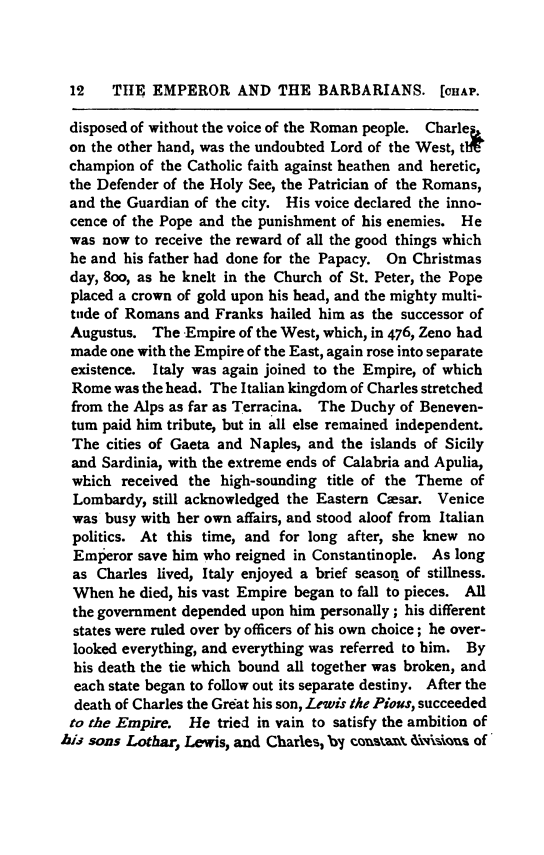 12 THE EMPEROR AND THE BARBARIANS. [CHAP.
disposed of without the voice of the Roman people. Charles,
on the other hand, was the undoubted Lord of the West, the
champion of the Catholic faith against heathen and heretic,
the Defender of the Holy See, the Patrician of the Romans,
and the Guardian of the city. His voice declared the inno-
cence of the Pope and the punishment of his enemies. He
was now to receive the reward of all the good things which
he and his father had done for the Papacy. On Christmas
day, 800, as he knelt in the Church of St. Peter, the Pope
placed a crown of gold upon his head, and the mighty multi-
tude of Romans and Franks hailed him as the successor of
Augustus. The Empire of the West, which, in 476, Zeno had
made one with the Empire of the East, again rose into separate
existence. Italy was again joined to the Empire, of which
Rome was the head. The Italian kingdom of Charles stretched
from the Alps as far as Terracina. The Duchy of Beneven-
tum paid him tribute, but in all else remained independent.
The cities of Gaeta and Naples, and the islands of Sicily
and Sardinia, with the extreme ends of Calabria and Apulia,
which received the high-sounding title of the Theme of
Lombardy, still acknowledged the Eastern Cæsar. Venice
was busy with her own affairs, and stood aloof from Italian
politics. At this time, and for long after, she knew no
Emperor save him who reigned in Constantinople. As long
as Charles lived, Italy enjoyed a brief season of stillness.
When he died, his vast Empire began to fall to pieces. All
the government depended upon him personally ; his different
states were ruled over by officers of his own choice ; he over-
looked everything, and everything was referred to him. By
his death the tie which bound all together was broken, and
each state began to follow out its separate destiny. After the
death of Charles the Great his son, Lewis the Pious, succeeded
to the Empire. He tried in vain to satisfy the ambition of
his sons Lothar, Lewis, and Charles, by constant divisions of